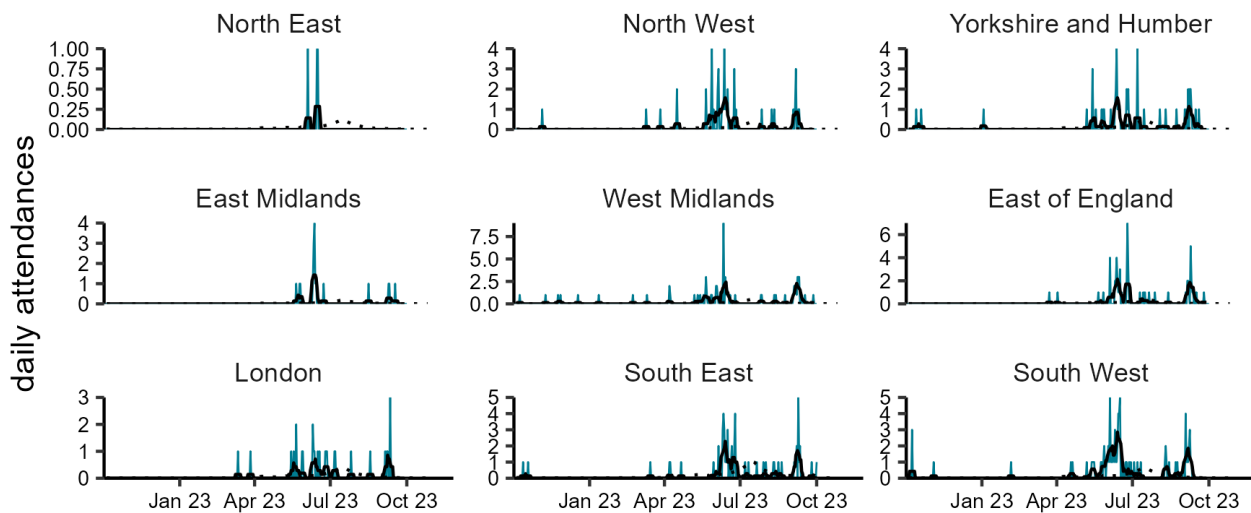 North East North West Yorkshire and Humber
1.00 4 4
0.75 3 3
0.50 2 2
0.25 1 1
0.00 0 0
East Midlands West Midlands East of England
4 7.5 6
3 5.0 4
2 2.5 2
1 0.0 0
0
London South East South West
3 5 5
2 4 4
1 3 3
0 2 2
1 1
0 0
Jan 23 Apr 23 Jul 23 Oct 23 Jan 23 Apr 23 Jul 23 Oct 23 Jan 23 Apr 23 Jul 23 Oct 23
daily attendances